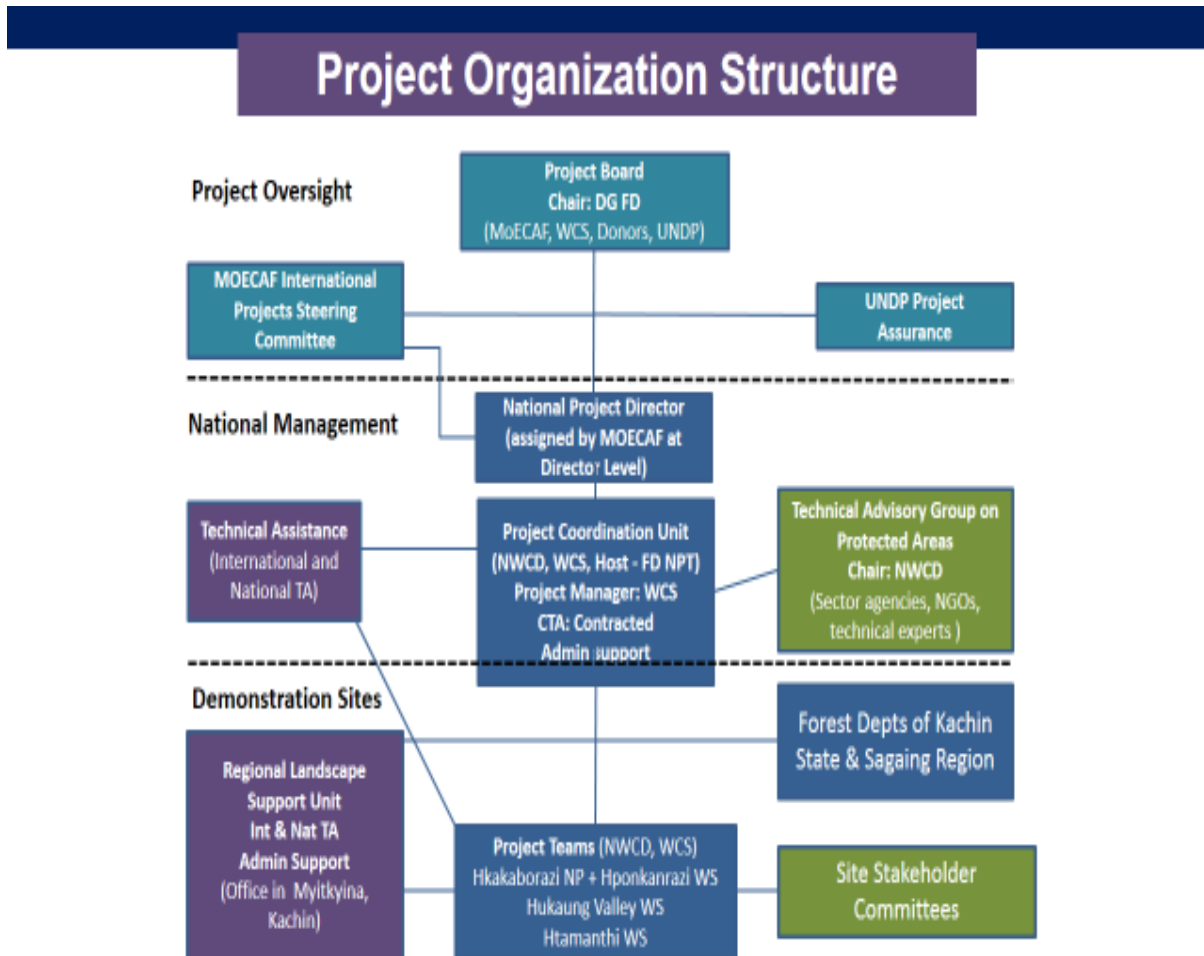 Project Organization Structure
Project Oversight
Project Board
Chair: DG FD
(MoECAF, WCS, Donors, UNDP)
MOECAF International
Projects Steering
Committee
UNDP Project
Assurance
National Management
National Project Director
(assigned by MOECAF at
Director Level)
Technical Assistance
(International and
National TA)
Project Coordination Unit
(NWCD, WCS, Host - FD NPT)
Project Manager: WCS
CTA: Contracted
Admin support
Technical Advisory Group on
Protected Areas
Chair: NWCD
(Sector agencies, NGOs,
technical experts )
Demonstration Sites
Regional Landscape
Support Unit
Int & Nat TA
Admin Support
(Office in Myitkyina,
Kachin)
Forest Depts of Kachin
State & Sagaing Region
Project Teams (NWCD, WCS)
Hkakaborazi NP + Hponkanrazi WS
Hukaung Valley WS
Htamanthi WS
Site Stakeholder
Committees